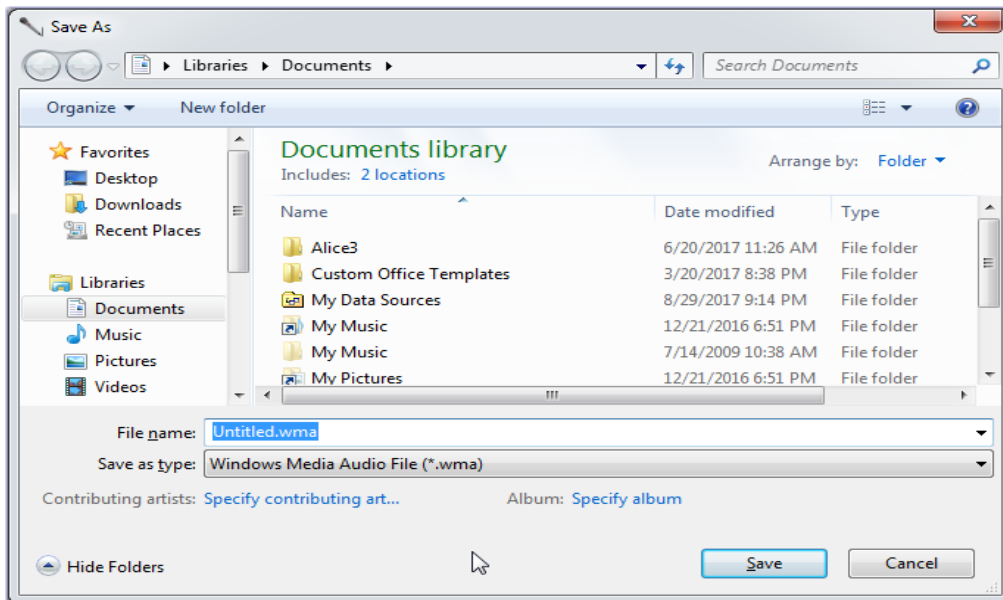 Save As
Libraries Documents
Search Documents
Organize New folder
Favorites
Desktop
Downloads
Recent Places
Libraries
Documents
Music
Pictures
Videos
Documents library
Includes: 2 locations
Arrange by: Folder
Name Date modified Type
Alice3 6/20/2017 11:26 AM File folder
Custom Office Templates 3/20/2017 8:38 PM File folder
My Data Sources 8/29/2017 9:14 PM File folder
My Music 12/21/2016 6:51 PM File folder
My Music 7/14/2009 10:38 AM File folder
My Pictures 12/21/2016 6:51 PM File folder
File name: Untitled.wma
Save as type: Windows Media Audio File (*.wma)
Contributing artists: Specify contributing art... Album: Specify album
Hide Folders Save Cancel